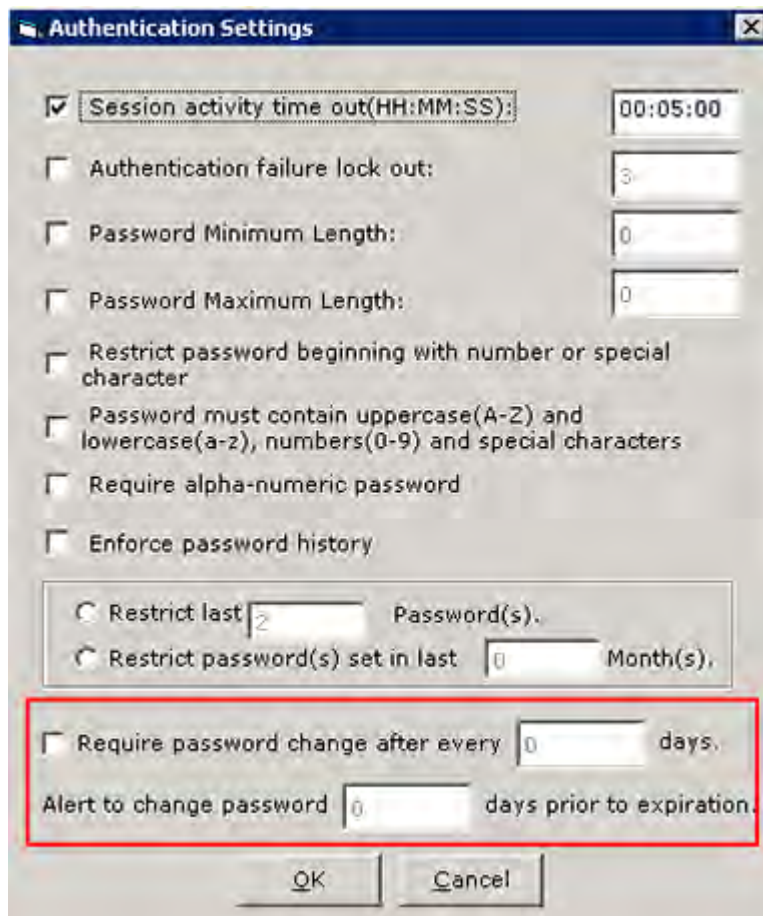 Authentication Settings
Session activity time out(HH:MM:SS): 00:05:00
Authentication failure lock out: 3
Password Minimum Length: 0
Password Maximum Length: 0
Restrict password beginning with number or special
character
Password must contain uppercase(A-Z) and
lowercase(a-z), numbers(0-9) and special characters
Require alpha-numeric password
Enforce password history
Restrict last 2 Password(s).
Restrict password(s) set in last 0 Month(s).
Require password change after every 0 days.
Alert to change password 0 days prior to expiration.
OK Cancel